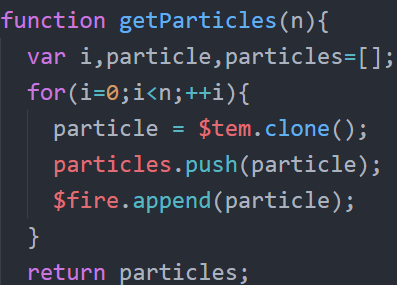 function getParticles(n){
var i,particle,particles=[];
for(i=0;i<n;++i){
particle = $tem.clone();
particles.push(particle);
$fire.append(particle);
}
return particles;